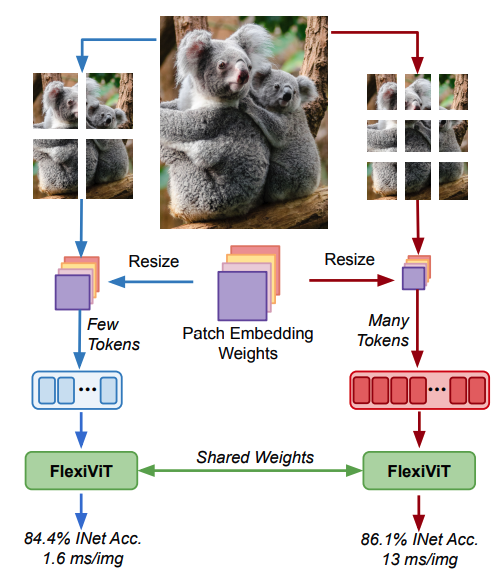 Resize
Resize
Few
Tokens
Patch Embedding
Weights
Many
Tokens
•••
•••
FlexiViT
Shared Weights
FlexiViT
84.4% INet Acc.
1.6 ms/img
86.1% INet Acc.
13 ms/img